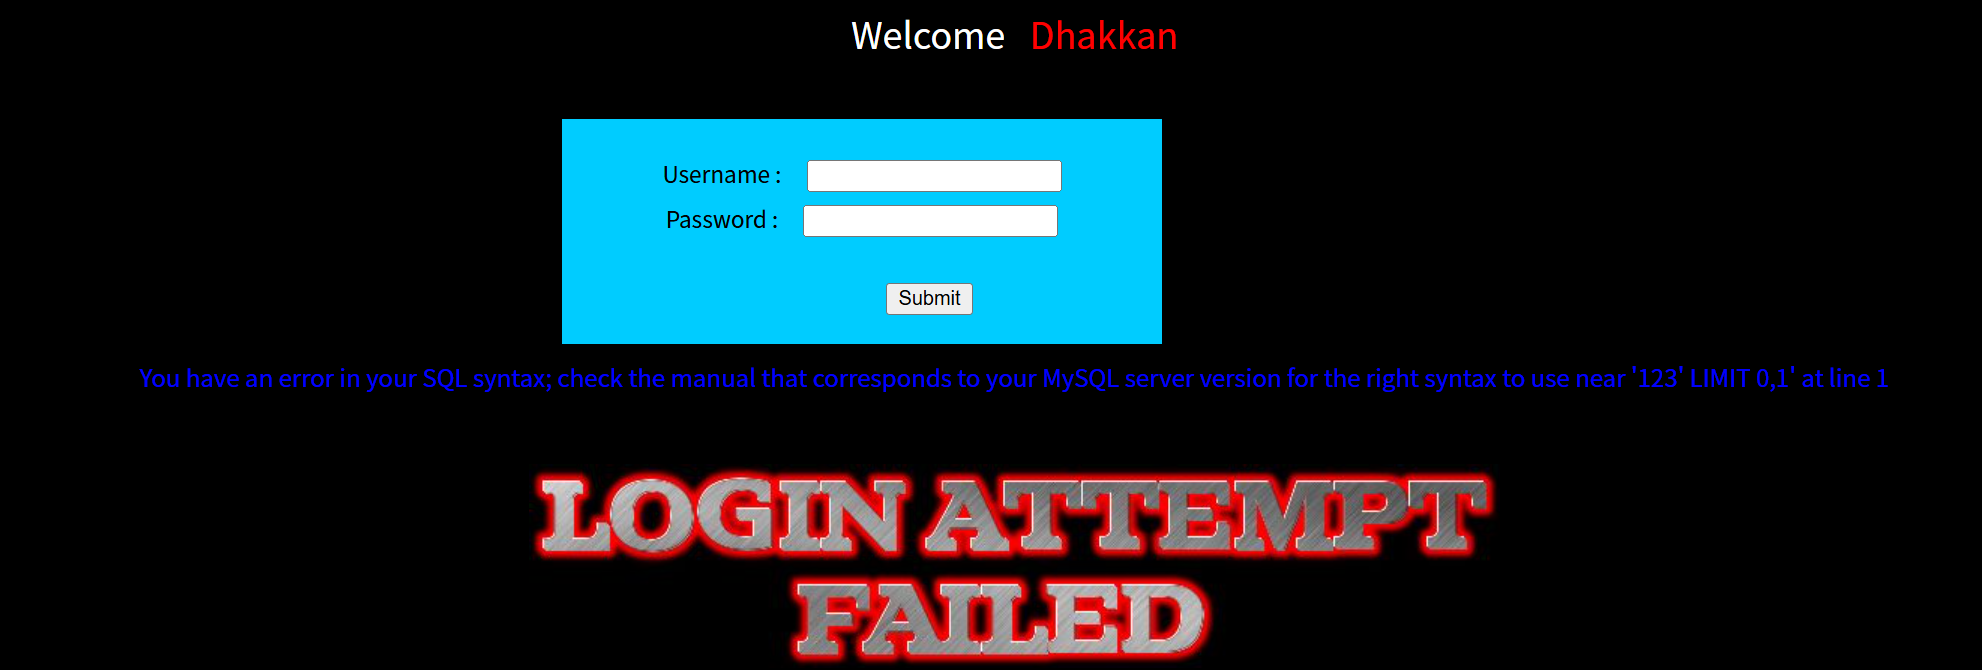 Welcome Dhakkan
Username :
Password :
Submit
You have an error in your SQL syntax; check the manual that corresponds to your MySQL server version for the right syntax to use near '123' LIMIT 0,1' at line 1
LOGIN ATTEMPT
FAILED